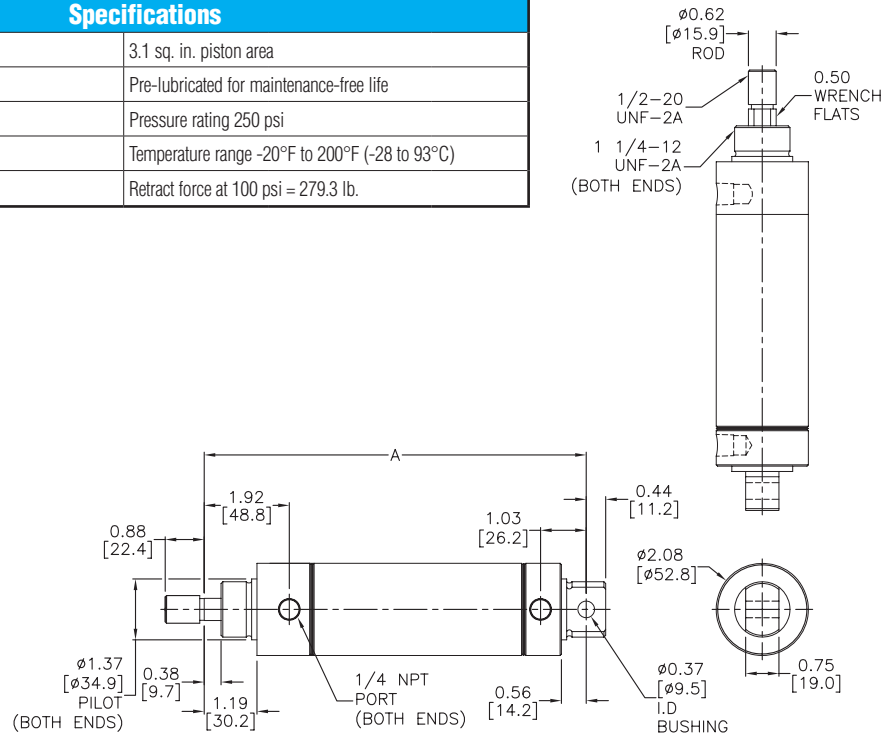 Specifications
3.1 sq. in. piston area
Pre-lubricated for maintenance-free life
Pressure rating 250 psi
Temperature range -20°F to 200°F (-28 to 93°C)
Retract force at 100 psi = 279.3 lb.
ø0.62
[ø15.9]
ROD
1/2-20
UNF-2A
0.50
WRENCH
FLATS
1 1/4-12
UNF-2A
(BOTH ENDS)
A
1.92
[48.8]
0.88
[22.4]
1.03
[26.2]
0.44
[11.2]
ø2.08
[ø52.8]
ø1.37
[ø34.9]
PILOT
(BOTH ENDS)
0.38
[9.7]
1.19
[30.2]
1/4 NPT
PORT
(BOTH ENDS)
0.56
[14.2]
ø0.37
[ø9.5]
I.D
BUSHING
0.75
[19.0]